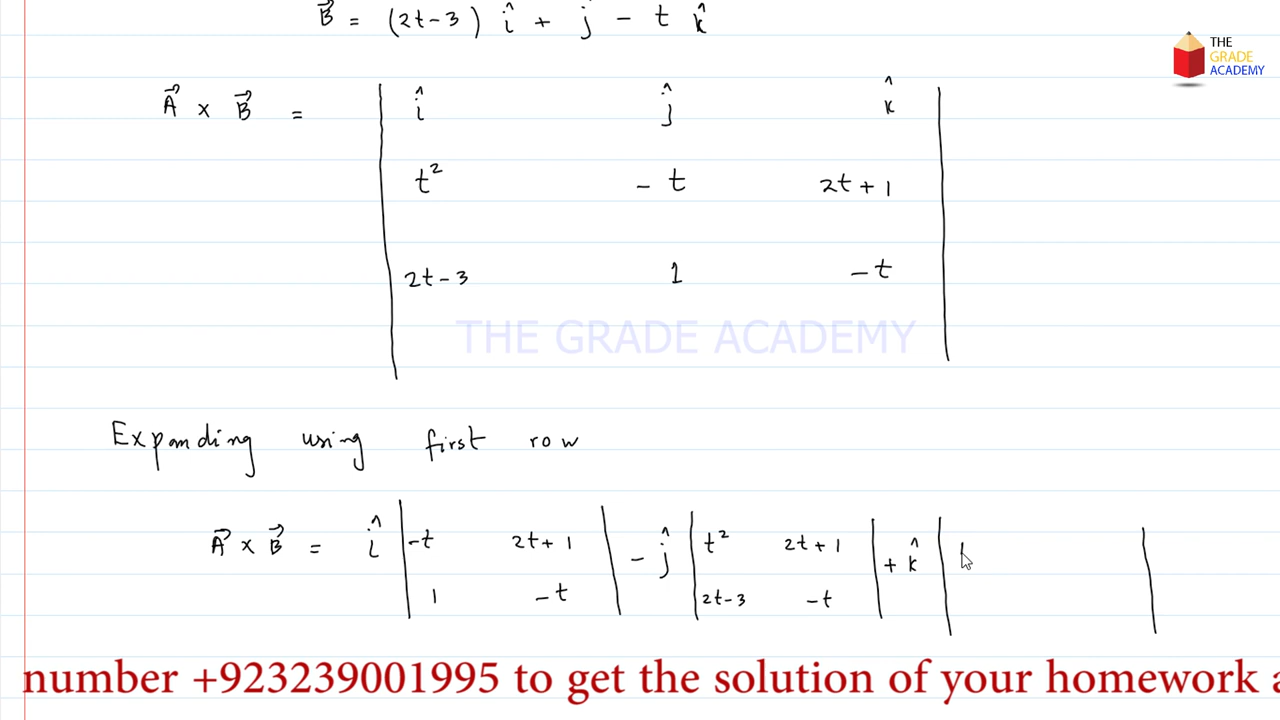 B⃗ = (2t-3) î + ĵ - t k̂
THE
GRADE
ACADEMY
A⃗ x B⃗ = | î ĵ k̂ |
t² - t 2t+1
2t-3 1 -t
THE GRADE ACADEMY
Expanding using first row
A⃗ x B⃗ = î | -t 2t+1 | - ĵ | t² 2t+1 | + k̂ | |
1 -t 2t-3 -t
number +923239001995 to get the solution of your homework a